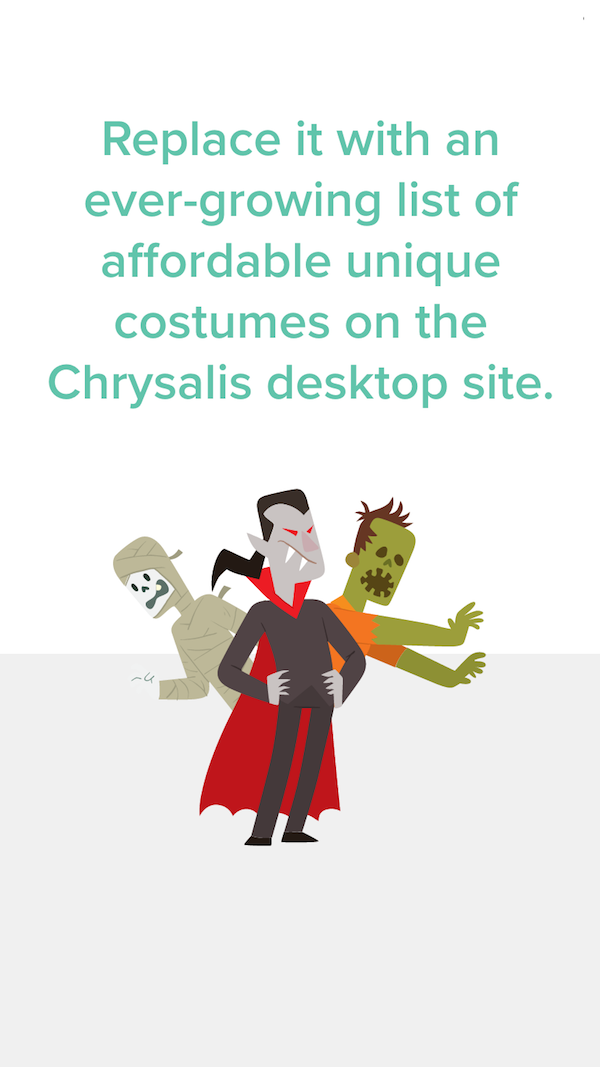 Replace it with an
ever-growing list of
affordable unique
costumes on the
Chrysalis desktop site.